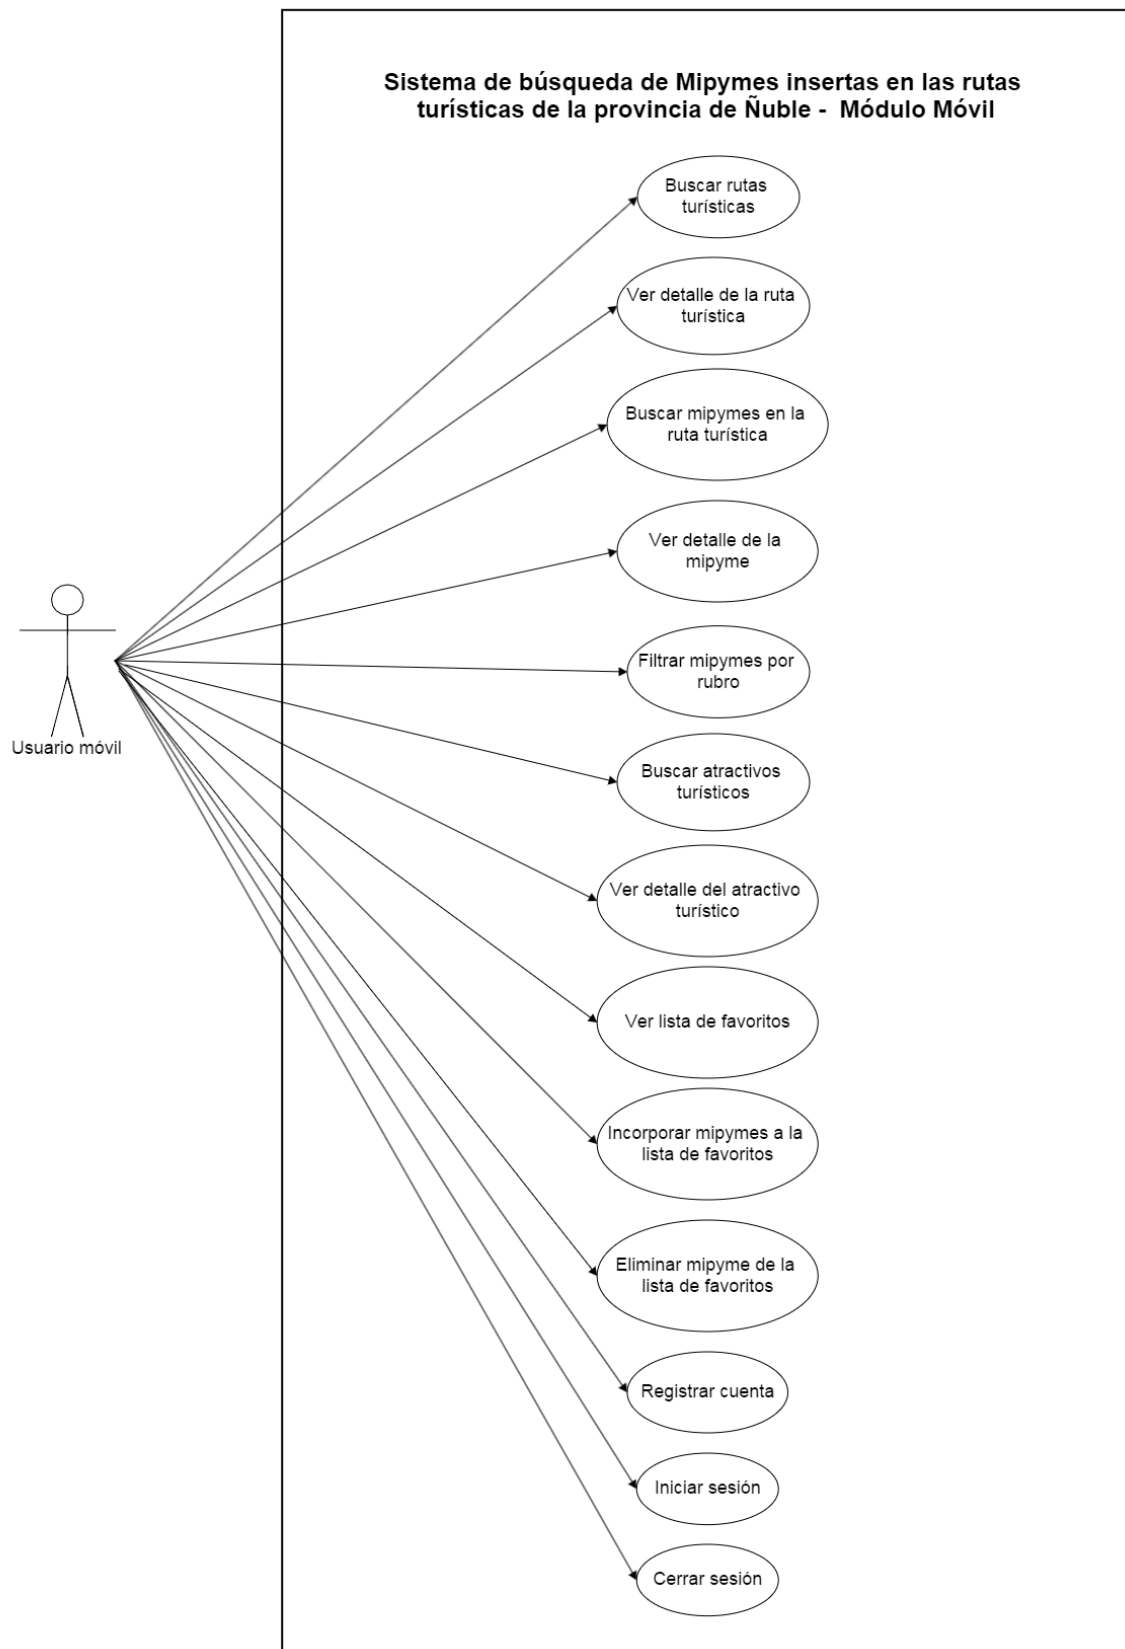 Sistema de búsqueda de Mipymes insertas en las rutas
turísticas de la provincia de Ñuble - Módulo Móvil
Buscar rutas
turísticas
Ver detalle de la ruta
turística
Buscar mipymes en la
ruta turística
Ver detalle de la
mipyme
Usuario móvil
Filtrar mipymes por
rubro
Buscar atractivos
turísticos
Ver detalle del atractivo
turístico
Ver lista de favoritos
Incorporar mipymes a la
lista de favoritos
Eliminar mipyme de la
lista de favoritos
Registrar cuenta
Iniciar sesión
Cerrar sesión